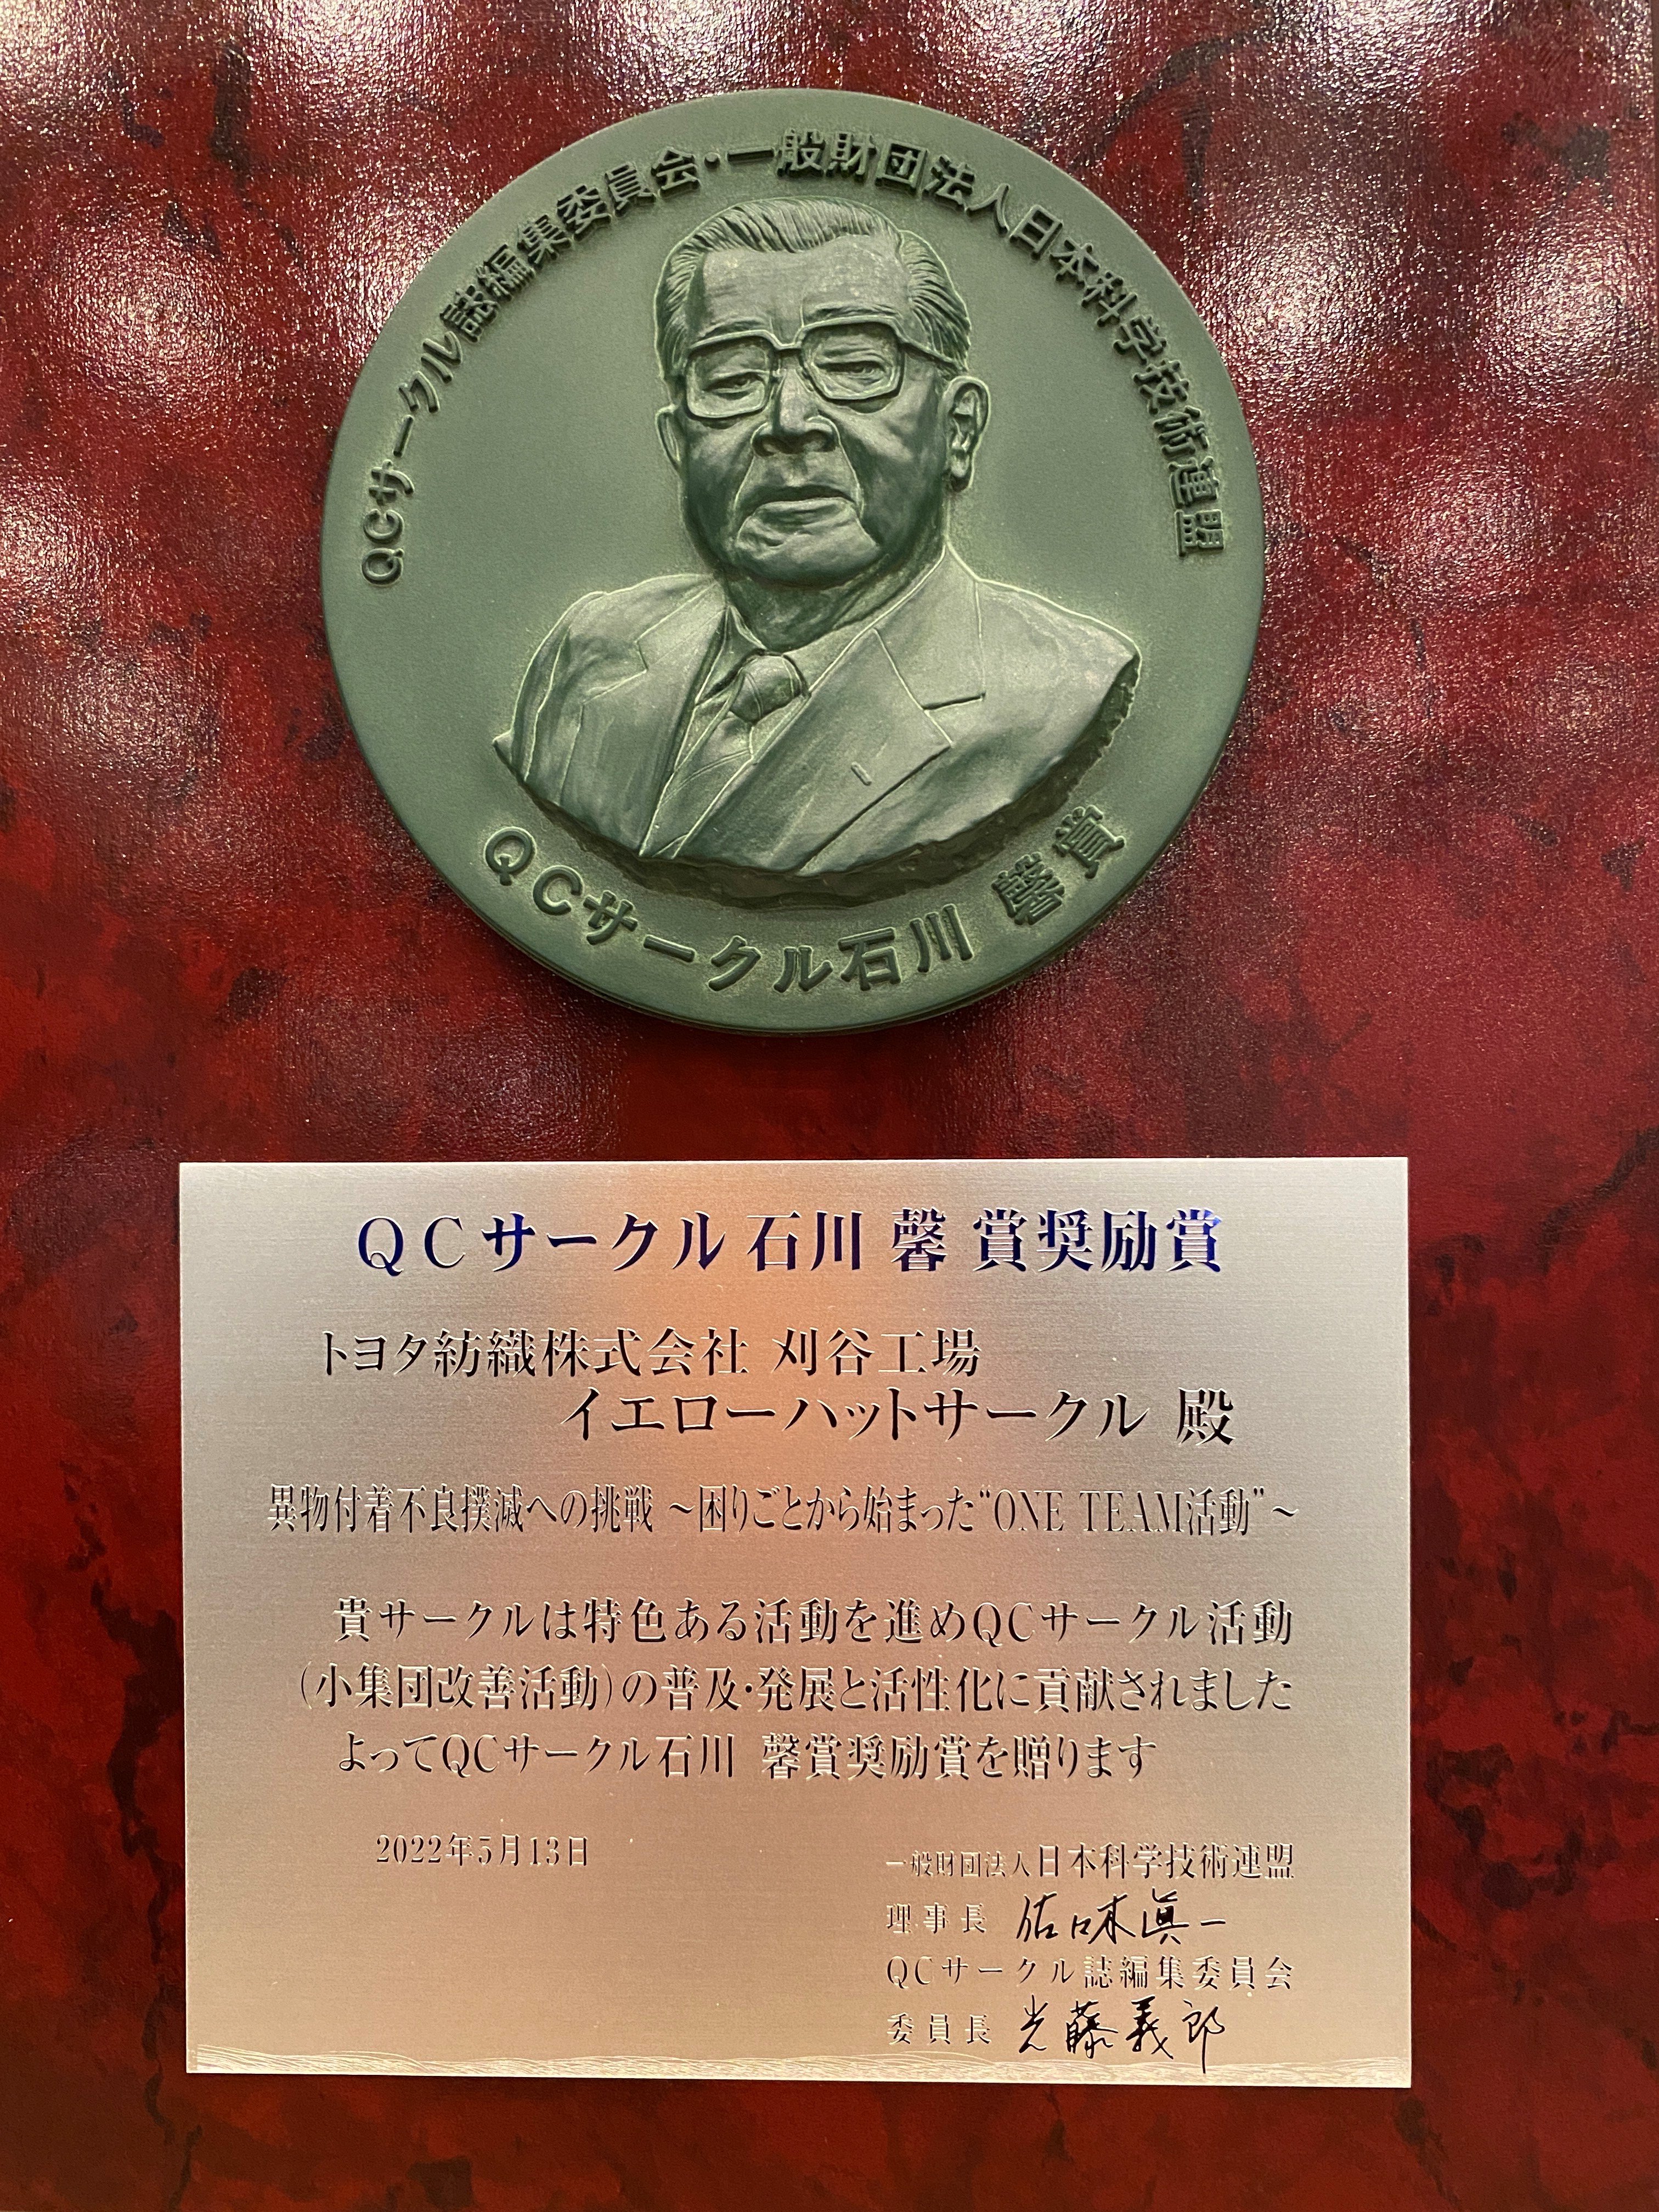 QCサークル誌編集委員会・一般財団法人日本科学技術連盟
QCサークル石川 馨賞
QCサークル石川 馨 賞奨励賞
トヨタ紡織株式会社 刈谷工場
イエローハットサークル 殿
異物付着不良撲滅への挑戦 〜困りごとから始まった“ONE TEAM活動”〜
貴サークルは特色ある活動を進めQCサークル活動
(小集団改善活動)の普及・発展と活性化に貢献されました
よってQCサークル石川 馨賞奨励賞を贈ります
2022年5月13日
一般財団法人日本科学技術連盟
理事長 佐々木眞一
QCサークル誌編集委員会
委員長 光藤義郎